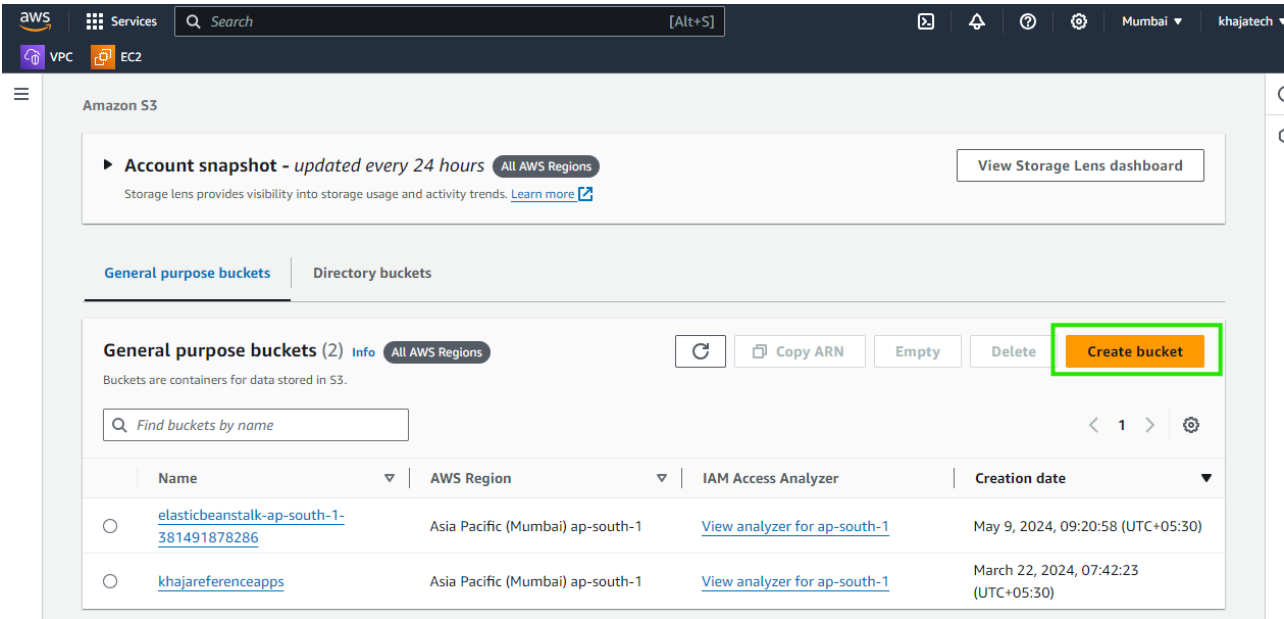 aws Services Search [Alt+S] Mumbai khajatech
VPC EC2
Amazon S3
Account snapshot - updated every 24 hours All AWS Regions View Storage Lens dashboard
Storage lens provides visibility into storage usage and activity trends. Learn more
General purpose buckets Directory buckets
General purpose buckets (2) Info All AWS Regions Copy ARN Empty Delete Create bucket
Buckets are containers for data stored in S3.
Find buckets by name 1
Name AWS Region IAM Access Analyzer Creation date
elasticbeanstalk-ap-south-1-
381491878286 Asia Pacific (Mumbai) ap-south-1 View analyzer for ap-south-1 May 9, 2024, 09:20:58 (UTC+05:30)
khajareferenceapps Asia Pacific (Mumbai) ap-south-1 View analyzer for ap-south-1 March 22, 2024, 07:42:23
(UTC+05:30)